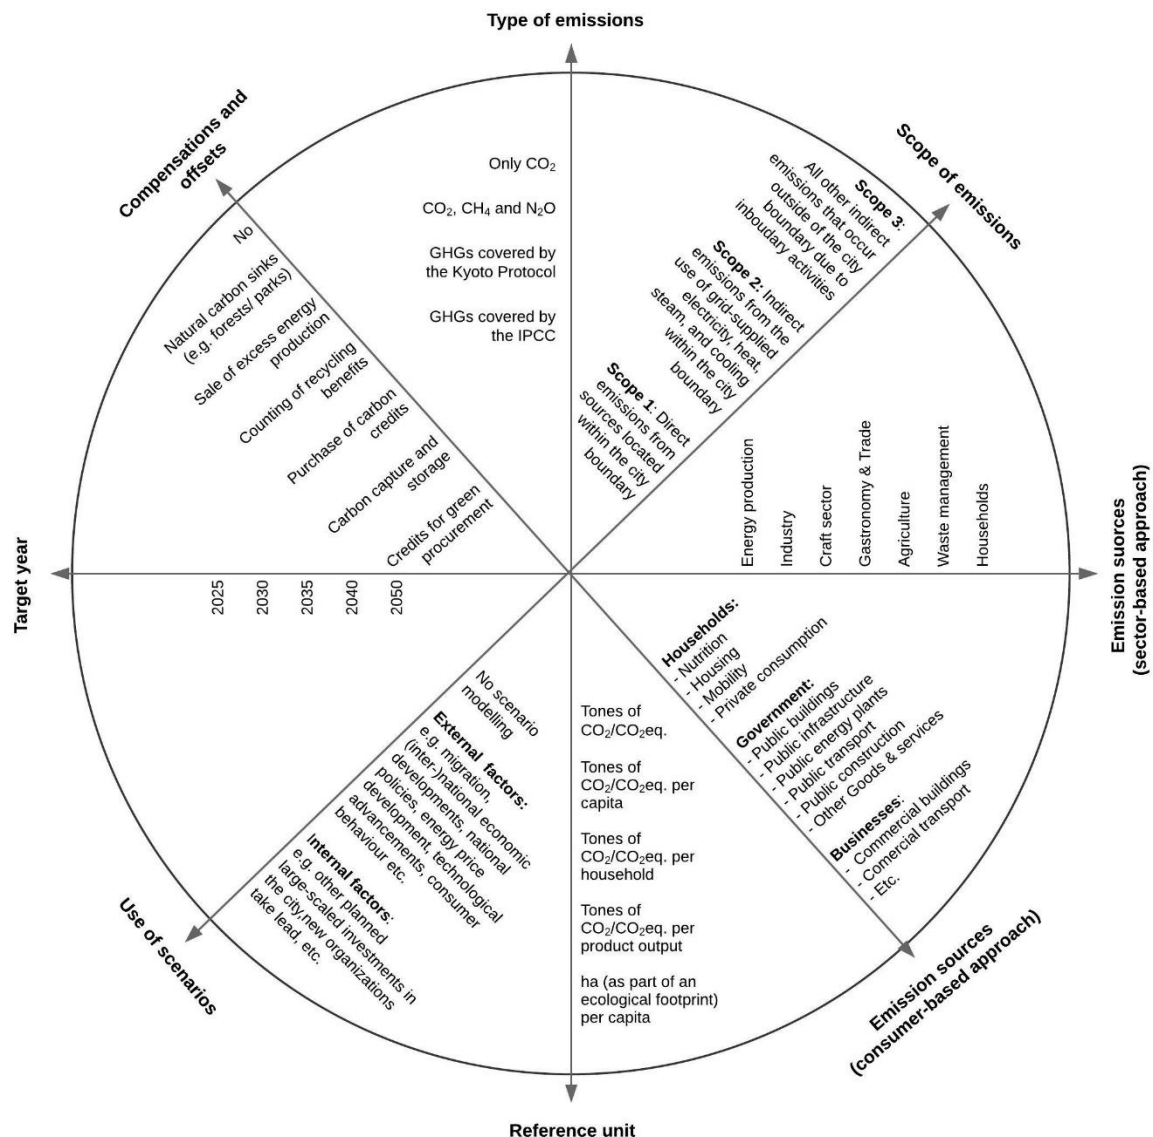 Type of emissions
Only CO₂
CO₂, CH₄ and N₂O
GHGs covered by
the Kyoto Protocol
GHGs covered by
the IPCC
Scope of emissions
Scope 3:
All other indirect
emissions that occur
outside of the city
boundary due to
inboudary activities
Scope 2: Indirect
emissions from the
use of grid-supplied
electricity, heat,
steam, and cooling
within the city
boundary
Scope 1: Direct
emissions from
sources located
within the city
boundary
Emission suorces
(sector-based approach)
Energy production
Industry
Craft sector
Gastronomy & Trade
Agriculture
Waste management
Households
Emission sources
(consumer-based approach)
Households:
- Nutrition
- Housing
- Mobility
- Private consumption
Government:
- Public buildings
- Public infrastructure
- Public energy plants
- Public transport
- Public construction
- Other Goods & services
Businesses:
- Commercial buildings
- Comercial transport
- Etc.
Reference unit
Tones of
CO₂/CO₂eq.
Tones of
CO₂/CO₂eq. per
capita
Tones of
CO₂/CO₂eq. per
household
Tones of
CO₂/CO₂eq. per
product output
ha (as part of an
ecological footprint)
per capita
Use of scenarios
No scenario
modelling
External factors:
e.g. migration,
(inter-)national economic
developments, national
policies, energy price
development, technological
advancements, consumer
behaviour etc.
Internal factors:
e.g. other planned
large-scaled investments in
the city,new organizations
take lead, etc.
Target year
2025
2030
2035
2040
2050
Compensations and
offsets
No
Natural carbon sinks
(e.g. forests/ parks)
Sale of excess energy
production
Counting of recycling
benefits
Purchase of carbon
credits
Carbon capture and
storage
Credits for green
procurement